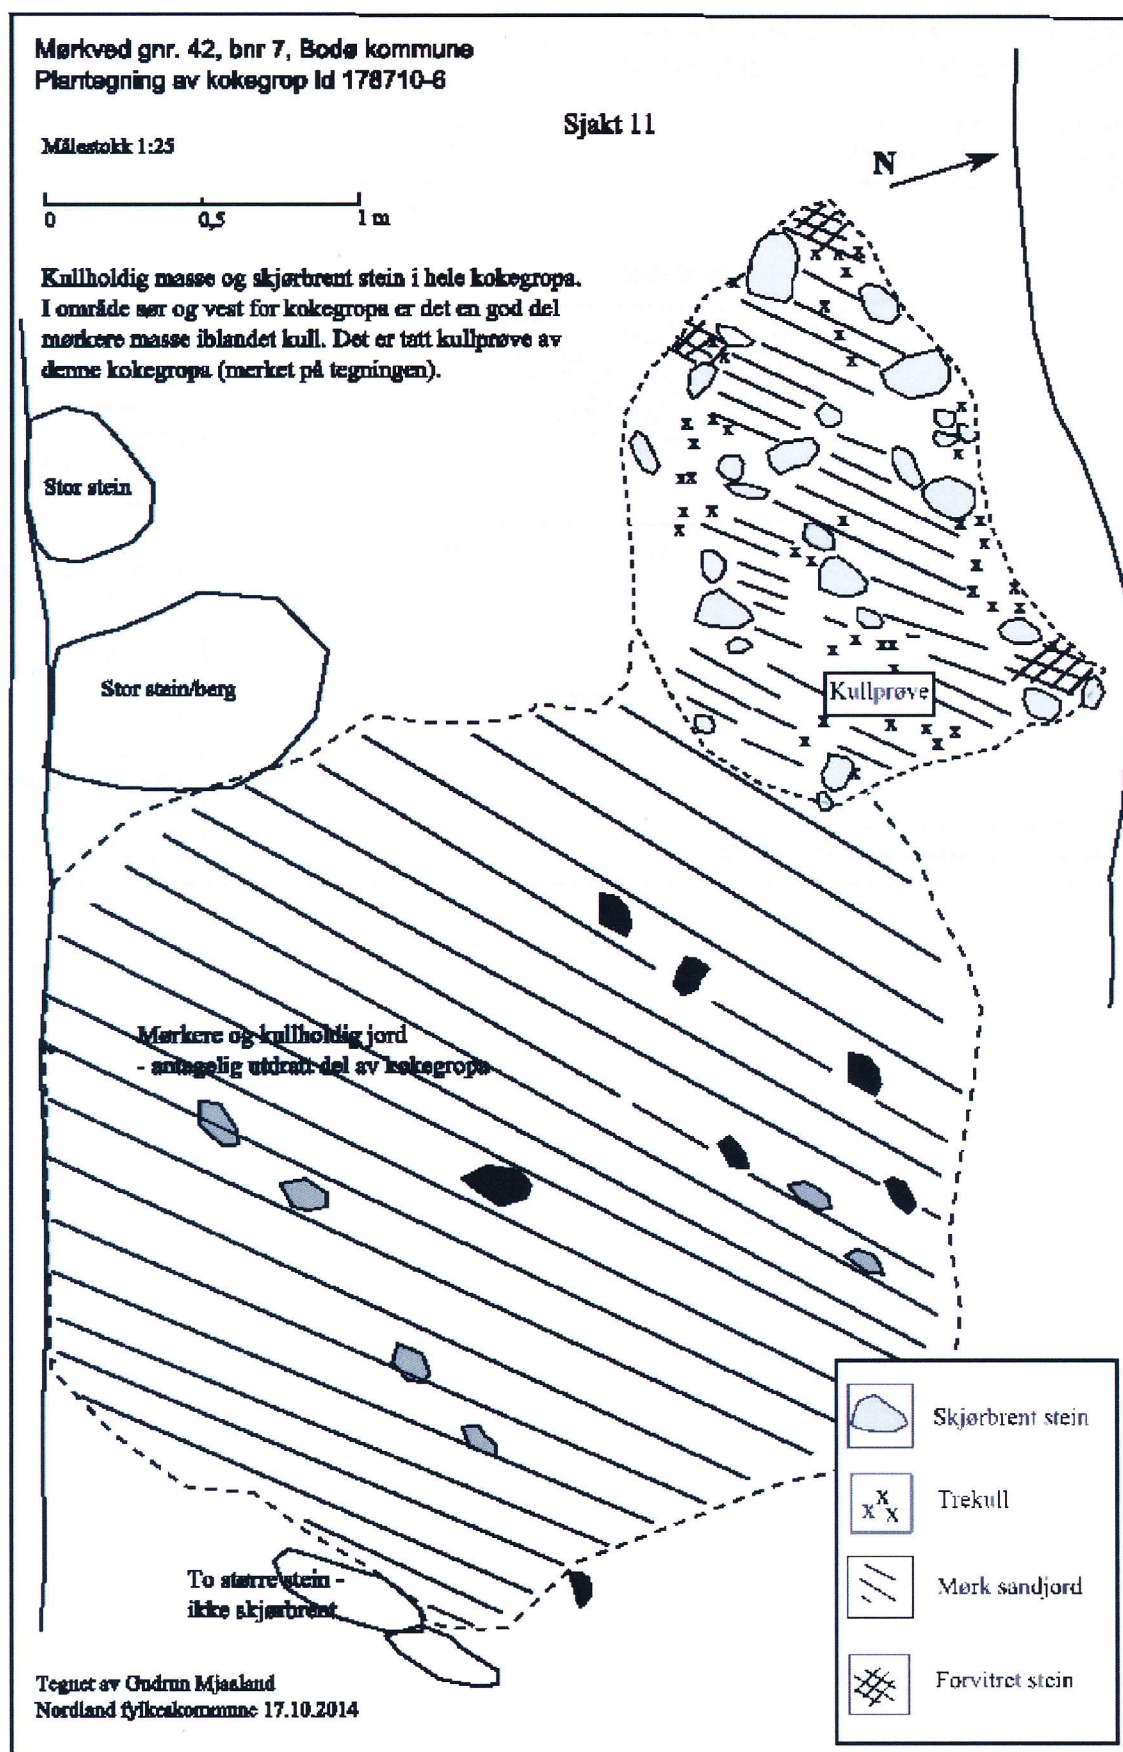 Mørkved gnr. 42, bnr 7, Bodø kommune
Plantegning av kokegrop Id 178710-6
Sjakt 11
Målestokk 1:25
N
0 0,5 1 m
Kullholdig masse og skjørbrent stein i hele kokegropa.
I område sør og vest for kokegropa er det en god del
mørkere masse iblandet kull. Det er tatt kullprøve av
denne kokegropa (merket på tegningen).
Stor stein
Stor stein/berg
Kullprøve
Mørkere og kullholdig jord
- antagelig utdratt del av kokegropa
Skjørbrent stein
Trekull
Mørk sandjord
Forvitret stein
To større stein -
ikke skjørbrent
Tegnet av Gudrun Mjaaland
Nordland fylkeskommune 17.10.2014